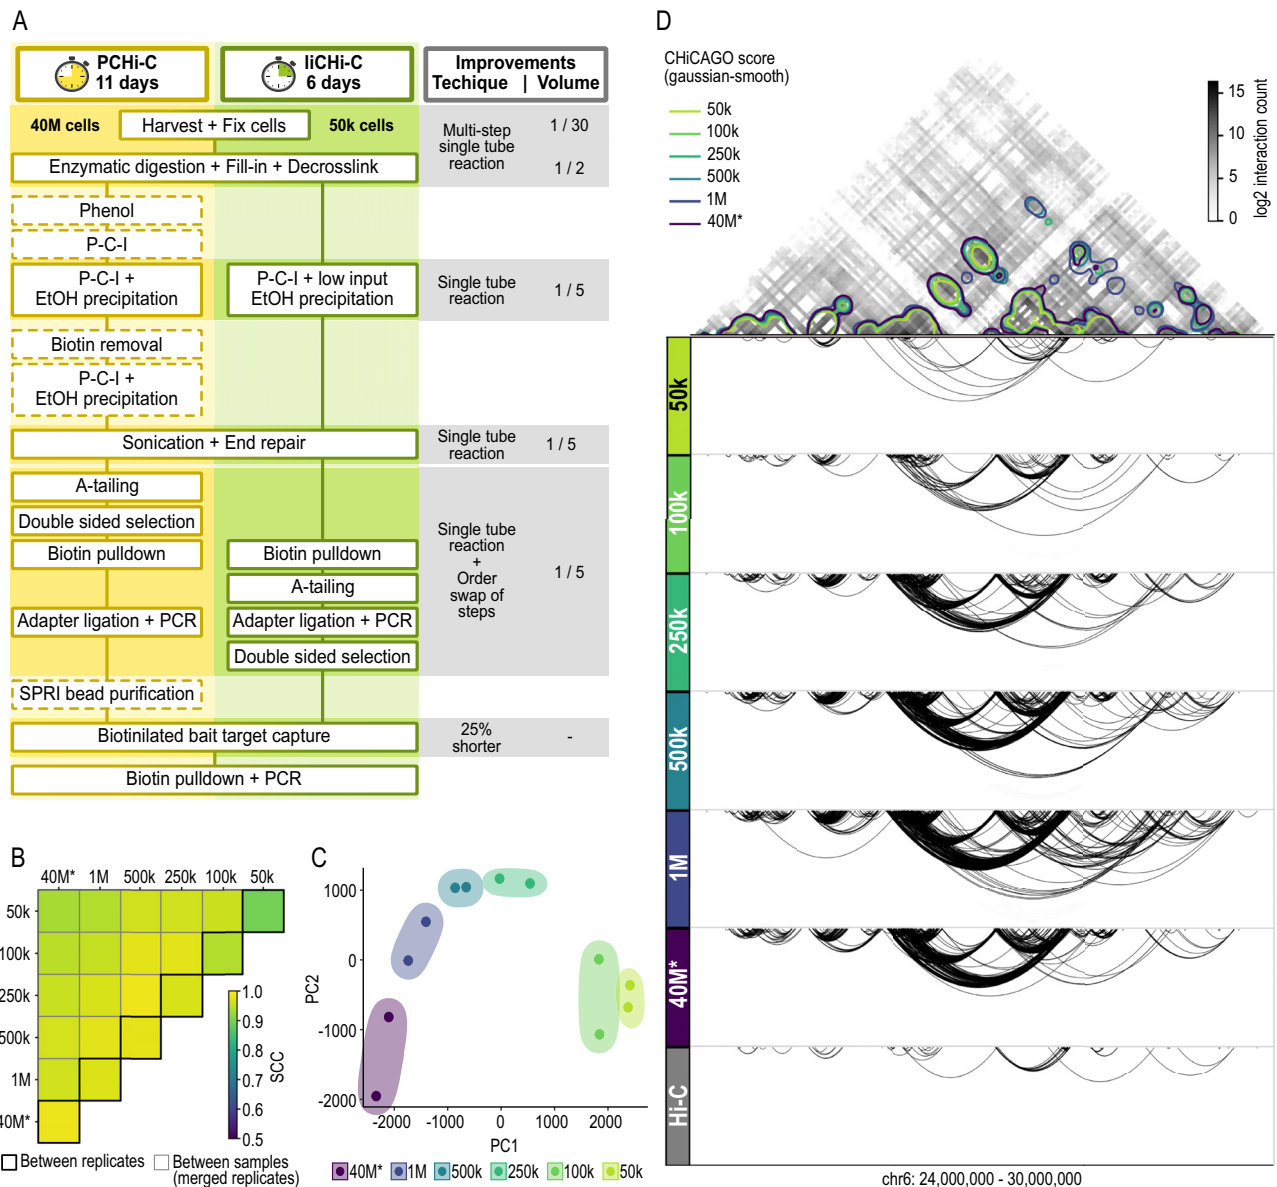 A
PCHi-C
11 days
liCHi-C
6 days
Improvements
Techique | Volume
40M cells
Harvest + Fix cells
50k cells
Multi-step
single tube
reaction
1 / 30
Enzymatic digestion + Fill-in + Decrosslink
1 / 2
Phenol
P-C-I
P-C-I +
EtOH precipitation
P-C-I + low input
EtOH precipitation
Single tube
reaction
1 / 5
Biotin removal
P-C-I +
EtOH precipitation
Sonication + End repair
Single tube
reaction
1 / 5
A-tailing
Double sided selection
Biotin pulldown
Biotin pulldown
A-tailing
Adapter ligation + PCR
Adapter ligation + PCR
Double sided selection
Single tube
reaction
+
Order
swap of
steps
1 / 5
SPRI bead purification
Biotinilated bait target capture
25%
shorter
-
Biotin pulldown + PCR
B
40M* 1M 500k 250k 100k 50k
50k
100k
250k
500k
1M
40M*
1.0
0.9
0.8
0.7
0.6
0.5
SCC
Between replicates
Between samples
(merged replicates)
C
1000
0
-1000
-2000
PC2
-2000 -1000 0 1000 2000
PC1
40M* 1M 500k 250k 100k 50k
D
CHiCAGO score
(gaussian-smooth)
50k
100k
250k
500k
1M
40M*
15
10
5
0
log2 interaction count
50k
100k
250k
500k
1M
40M*
Hi-C
chr6: 24,000,000 - 30,000,000